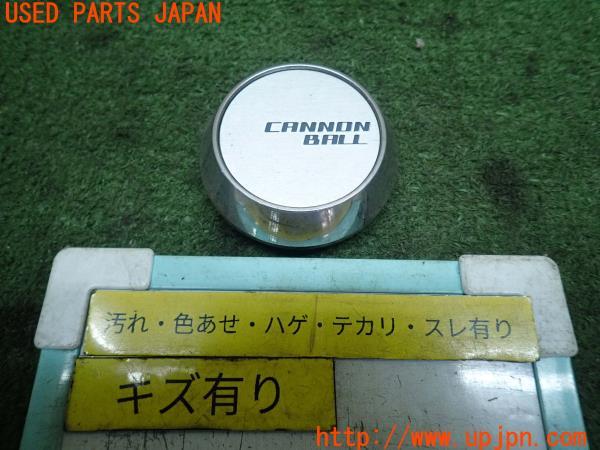 USED PARTS JAPAN
CANNON
BALL
汚れ・色あせ・ハゲ・テカリ・スレ有り
キズ有り
http://www.upjpn.com